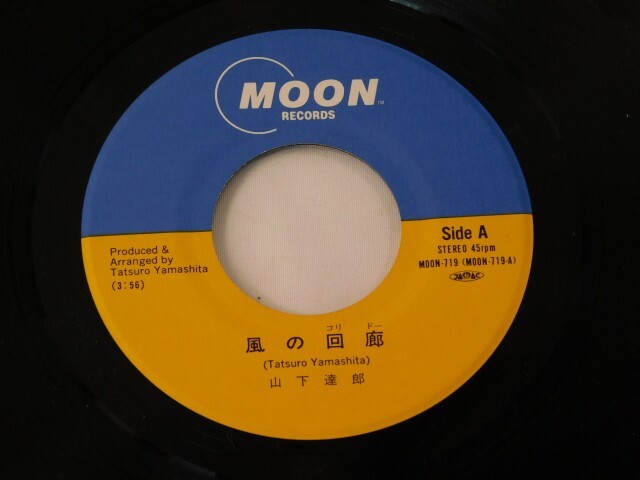 MOON
RECORDS
Side A
STEREO 45rpm
MOON-719 (MOON-719-A)
JASRAC
Produced &
Arranged by
Tatsuro Yamashita
(3:56)
コリ ドー
風の回廊
(Tatsuro Yamashita)
山下達郎